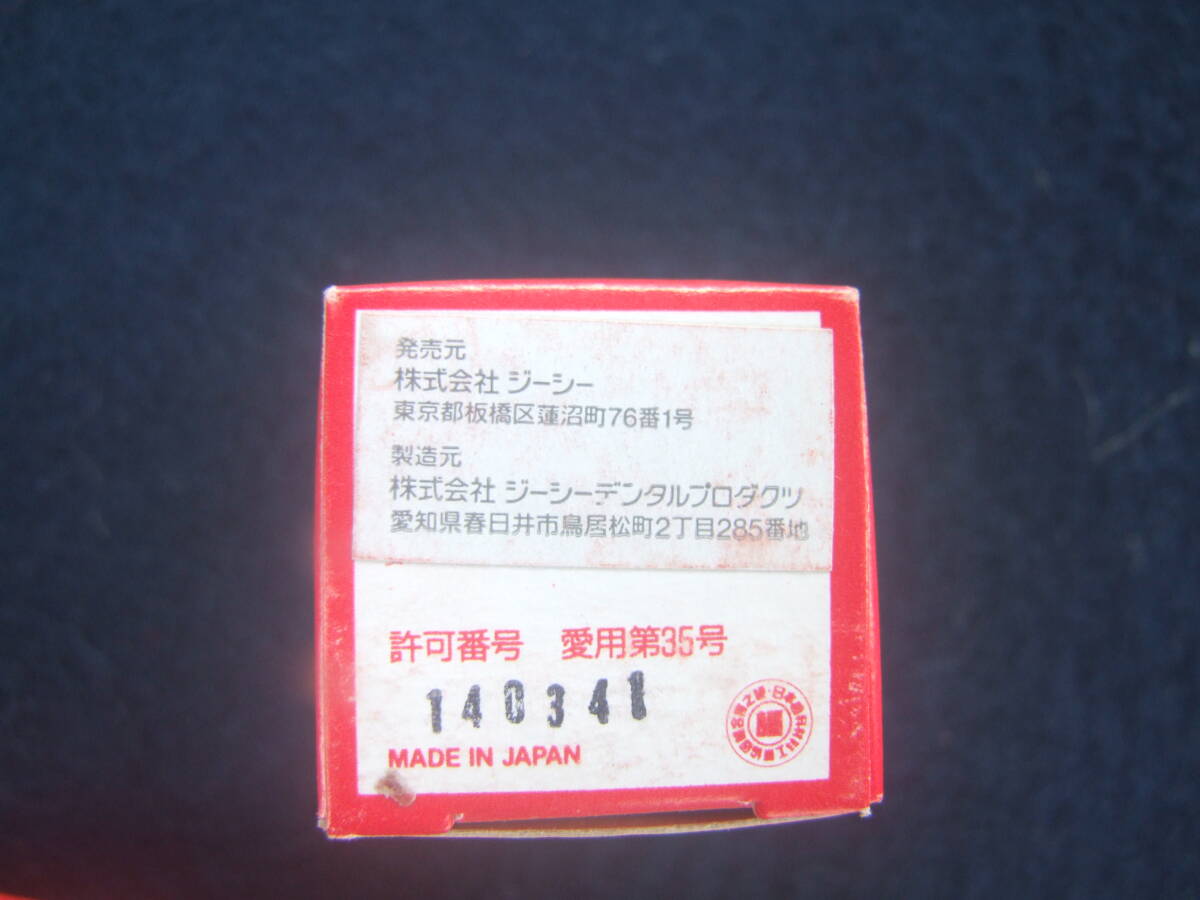 発売元
株式会社 ジーシー
東京都板橋区蓮沼町76番1号
製造元
株式会社 ジーシーデンタルプロダクツ
愛知県春日井市鳥居松町2丁目285番地
許可番号 愛用第35号
140341
MADE IN JAPAN